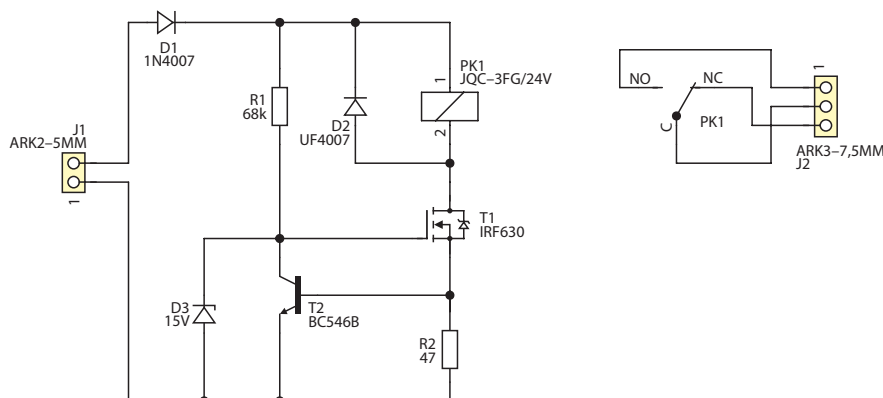 D1
1N4007
PK1
JQC–3FG/24V
1
2
R1
68k
D2
UF4007
J1
ARK2–5MM
1
T1
IRF630
D3
15V
T2
BC546B
R2
47
NO
NC
C
PK1
1
ARK3–7,5MM
J2